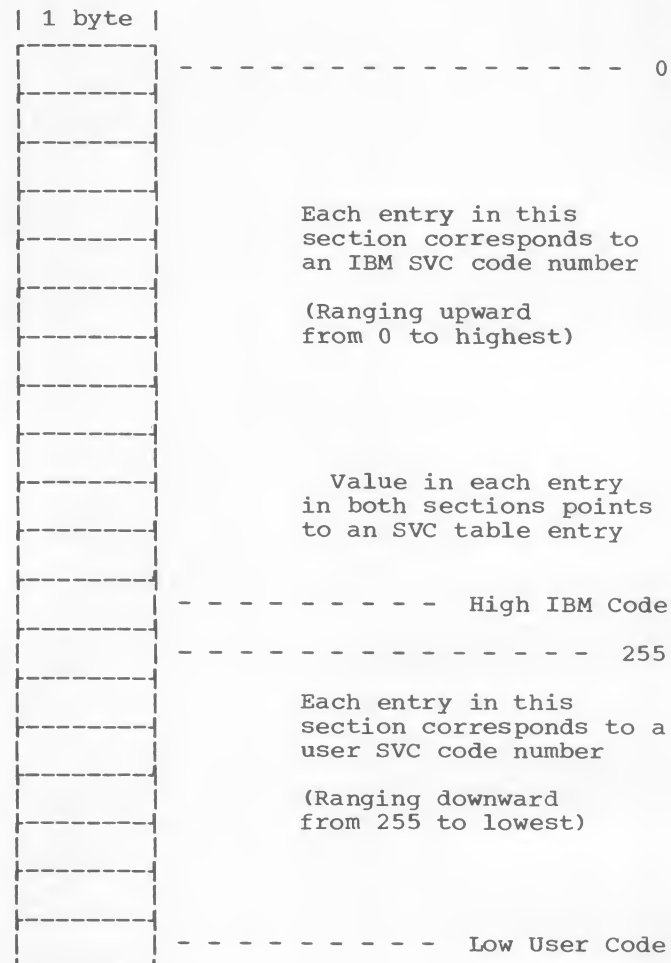 | 1 byte |
0
Each entry in this
section corresponds to
an IBM SVC code number
(Ranging upward
from 0 to highest)
Value in each entry
in both sections points
to an SVC table entry
High IBM Code
255
Each entry in this
section corresponds to a
user SVC code number
(Ranging downward
from 255 to lowest)
Low User Code